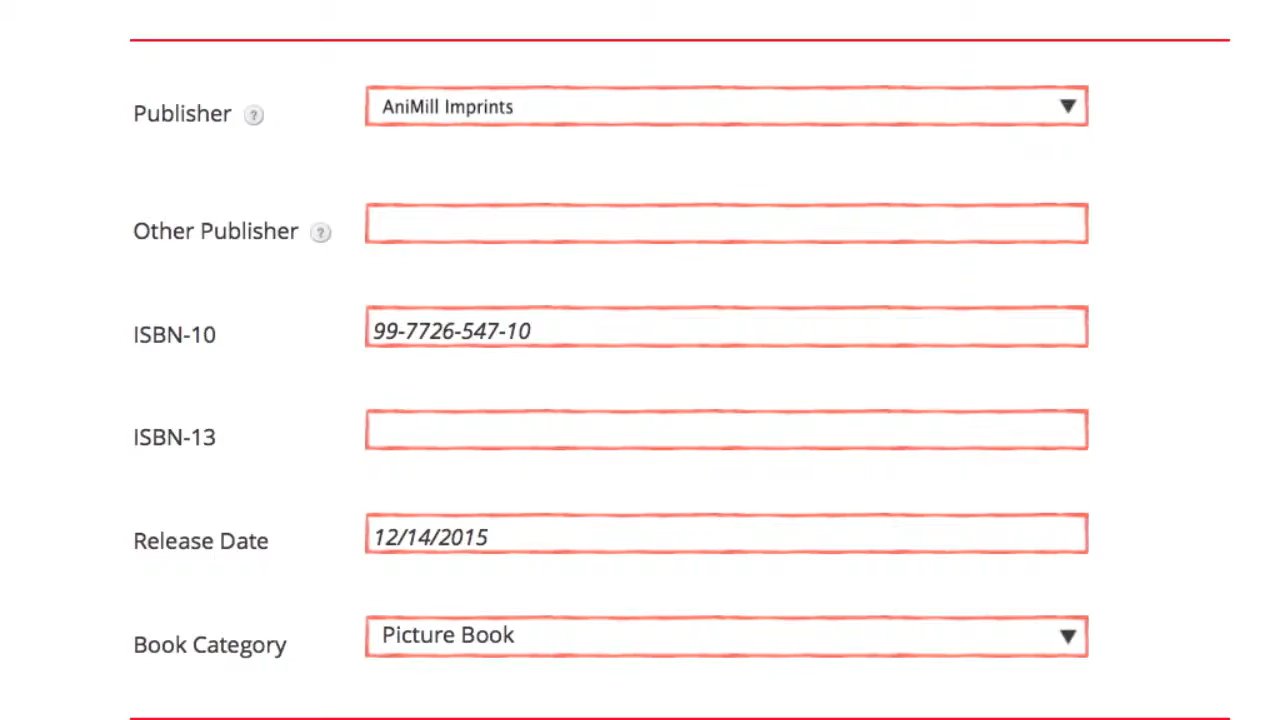 Publisher ? AniMill Imprints
Other Publisher ?
ISBN-10 99-7726-547-10
ISBN-13
Release Date 12/14/2015
Book Category Picture Book